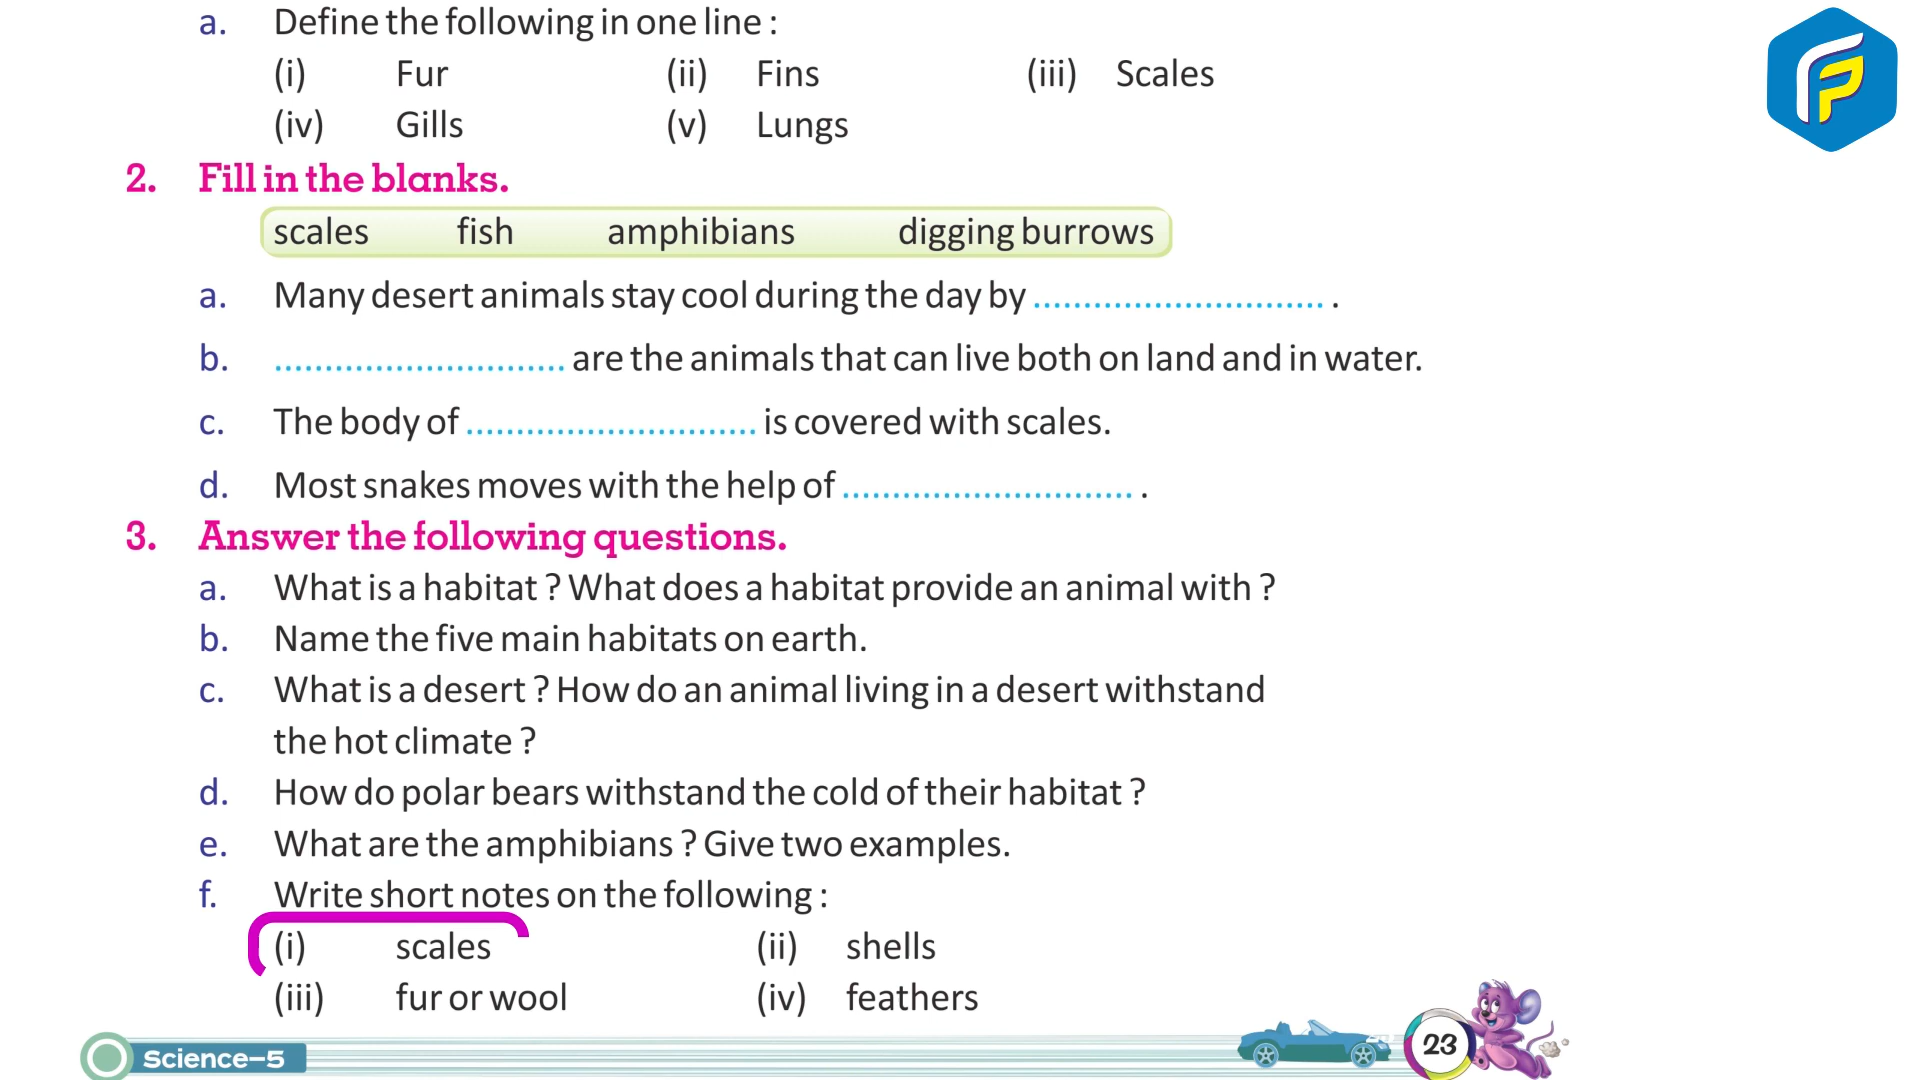 a. Define the following in one line :
(i) Fur (ii) Fins (iii) Scales
(iv) Gills (v) Lungs
2. Fill in the blanks.
scales fish amphibians digging burrows
a. Many desert animals stay cool during the day by ............................. .
b. ............................. are the animals that can live both on land and in water.
c. The body of ............................. is covered with scales.
d. Most snakes moves with the help of ............................. .
3. Answer the following questions.
a. What is a habitat ? What does a habitat provide an animal with ?
b. Name the five main habitats on earth.
c. What is a desert ? How do an animal living in a desert withstand
the hot climate ?
d. How do polar bears withstand the cold of their habitat ?
e. What are the amphibians ? Give two examples.
f. Write short notes on the following :
(i) scales (ii) shells
(iii) fur or wool (iv) feathers
Science–5 23